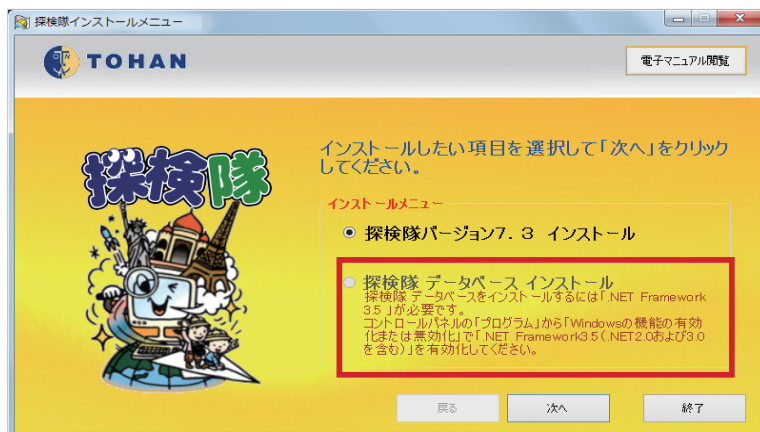 探検隊インストールメニュー
TOHAN
電子マニュアル閲覧
探検隊
インストールしたい項目を選択して「次へ」をクリック
してください。
インストールメニュー
探検隊バージョン7.3 インストール
探検隊 データベース インストール
探検隊 データベースをインストールするには「.NET Framework
3.5 」が必要です。
コントロールパネルの「プログラム」から「Windowsの機能の有効
化または無効化」で「.NET Framework3.5(.NET2.0および3.0
を含む)」を有効化してください。
戻る
次へ
終了